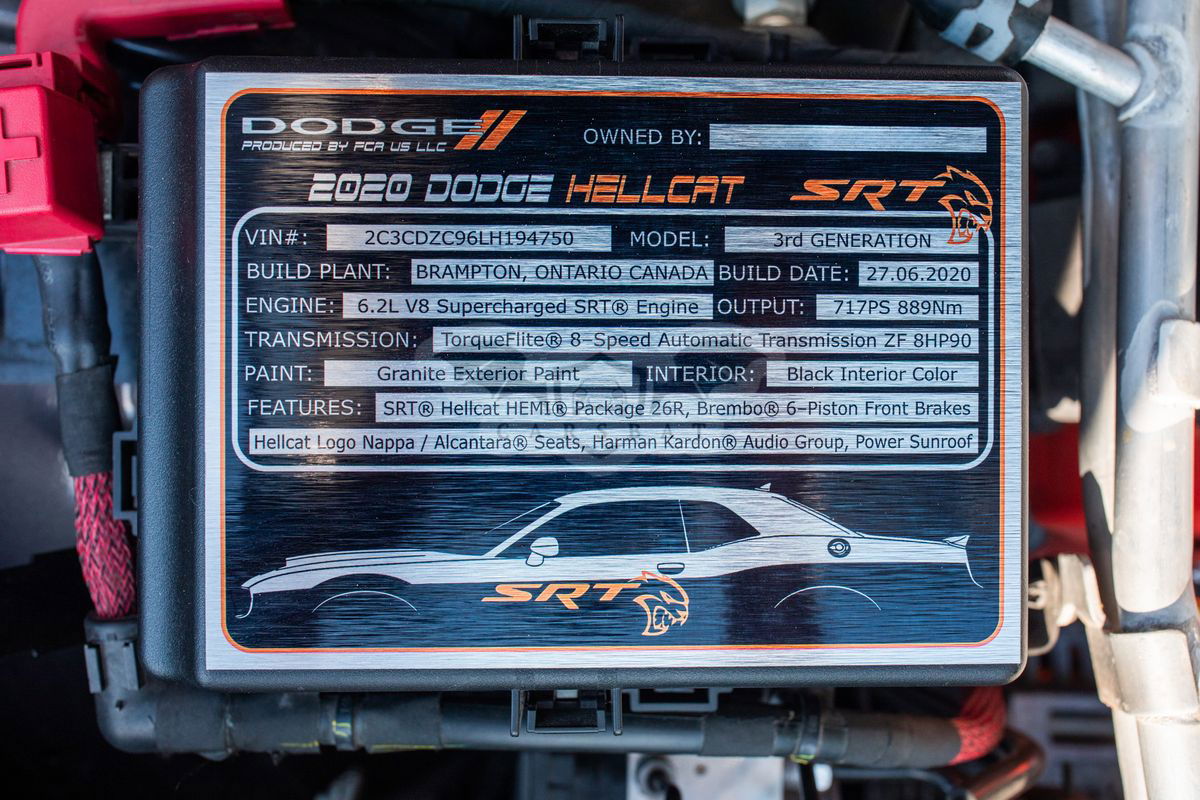 DODGE
PRODUCED BY FCA US LLC
OWNED BY:
2020 DODGE HELLCAT SRT
VIN#: 2C3CDZC96LH194750 MODEL: 3rd GENERATION
BUILD PLANT: BRAMPTON, ONTARIO CANADA BUILD DATE: 27.06.2020
ENGINE: 6.2L V8 Supercharged SRT® Engine OUTPUT: 717PS 889Nm
TRANSMISSION: TorqueFlite® 8-Speed Automatic Transmission ZF 8HP90
PAINT: Granite Exterior Paint INTERIOR: Black Interior Color
FEATURES: SRT® Hellcat HEMI® Package 26R, Brembo® 6-Piston Front Brakes
Hellcat Logo Nappa / Alcantara® Seats, Harman Kardon® Audio Group, Power Sunroof
SRT